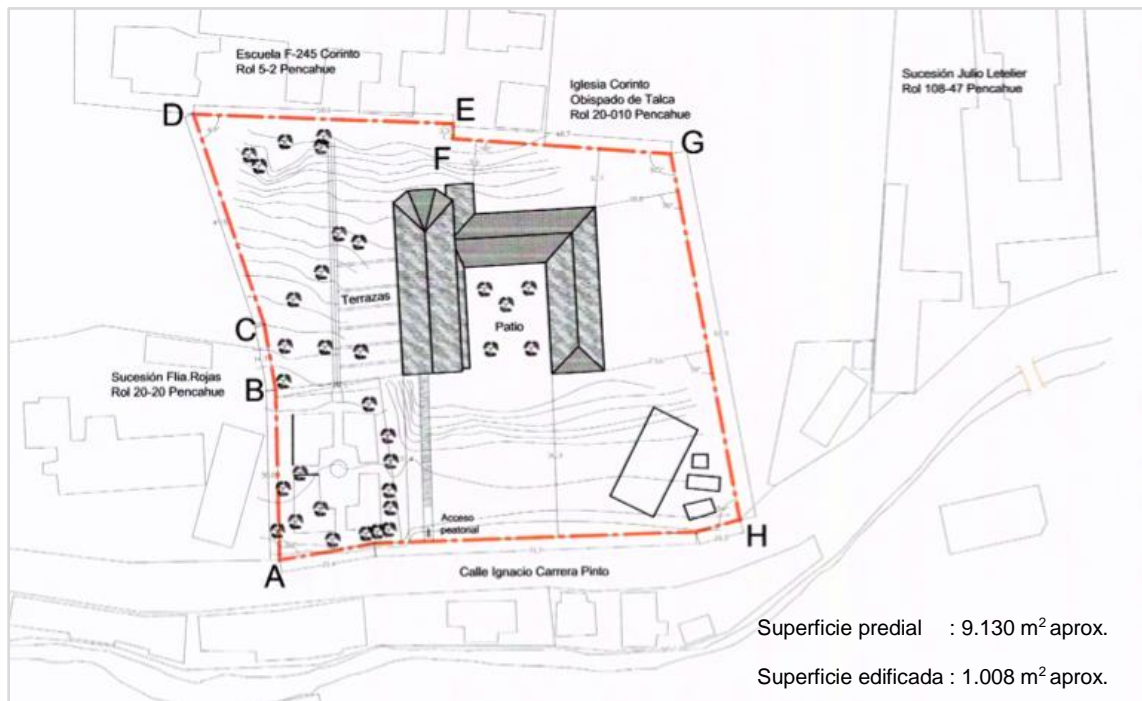 Escuela F-245 Corinto
Rol 5-2 Pencahue
Iglesia Corinto
Obispado de Talca
Rol 20-010 Pencahue
Sucesión Julio Letelier
Rol 108-47 Pencahue
D
E
F
G
Terrazas
Patio
C
Sucesión Flia.Rojas
Rol 20-20 Pencahue
B
Acceso
peatonal
H
A
Calle Ignacio Carrera Pinto
Superficie predial : 9.130 m² aprox.
Superficie edificada : 1.008 m² aprox.